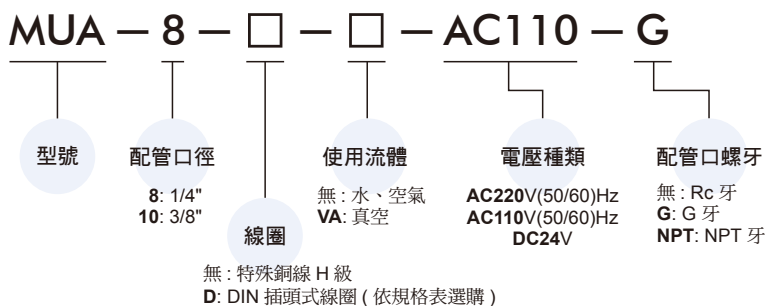 MUA － 8 － □ － □ － AC110 － G
型號
配管口徑
8: 1/4"
10: 3/8"
線圈
無 : 特殊銅線 H 級
D: DIN 插頭式線圈 ( 依規格表選購 )
使用流體
無 : 水、空氣
VA: 真空
電壓種類
AC220V(50/60)Hz
AC110V(50/60)Hz
DC24V
配管口螺牙
無 : Rc 牙
G: G 牙
NPT: NPT 牙